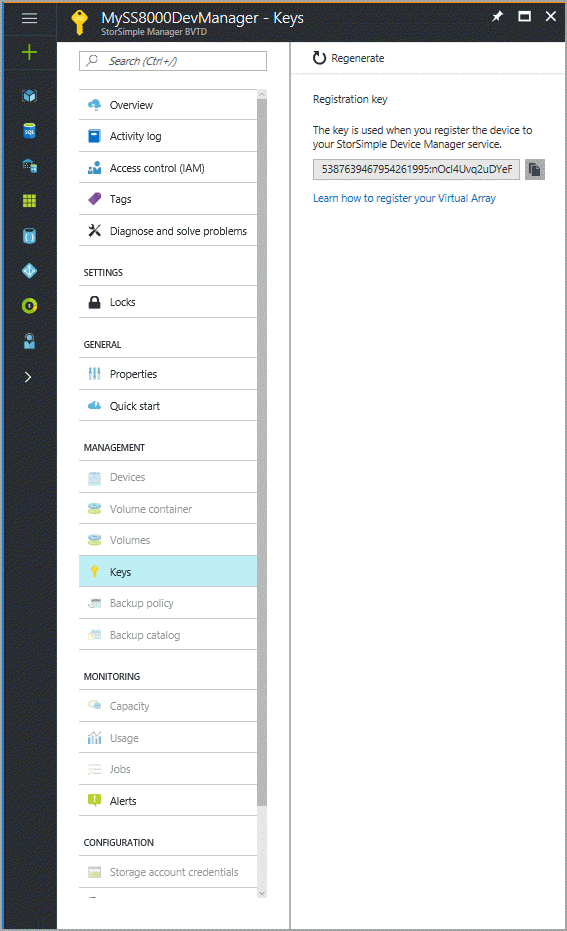 MySS8000DevManager - Keys
StorSimple Manager BVTD
Search (Ctrl+/)
Overview
Activity log
Access control (IAM)
Tags
Diagnose and solve problems
SETTINGS
Locks
GENERAL
Properties
Quick start
MANAGEMENT
Devices
Volume container
Volumes
Keys
Backup policy
Backup catalog
MONITORING
Capacity
Usage
Jobs
Alerts
CONFIGURATION
Storage account credentials
Regenerate
Registration key
The key is used when you register the device to
your StorSimple Device Manager service.
5387639467954261995:nOcl4Uvq2uDYeF
Learn how to register your Virtual Array
SQL